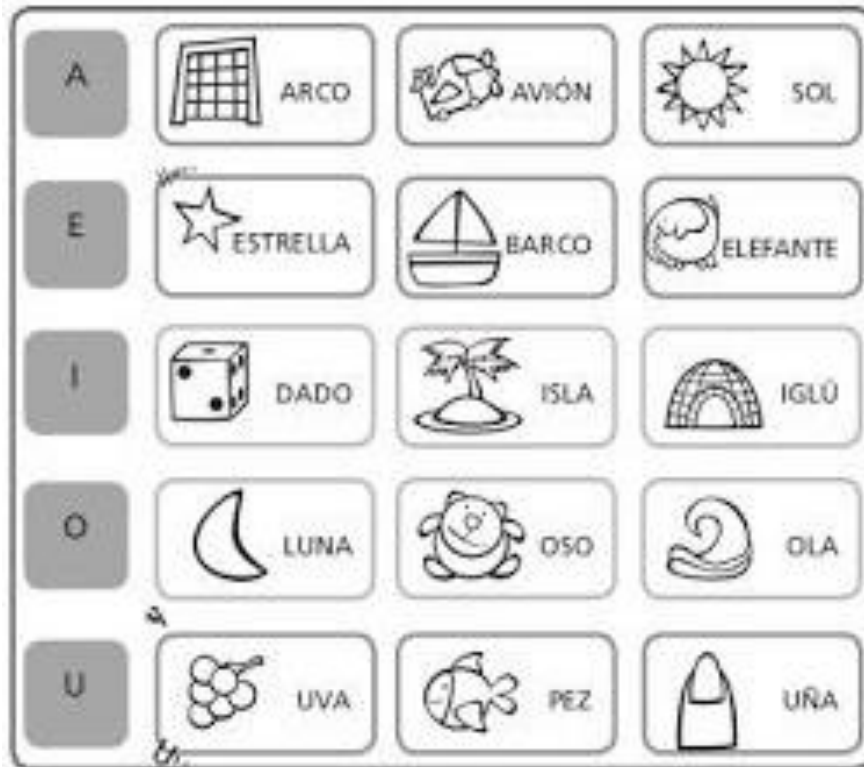 A ARCO AVIÓN SOL
E ESTRELLA BARCO ELEFANTE
I DADO ISLA IGLÚ
O LUNA OSO OLA
U UVA PEZ UÑA